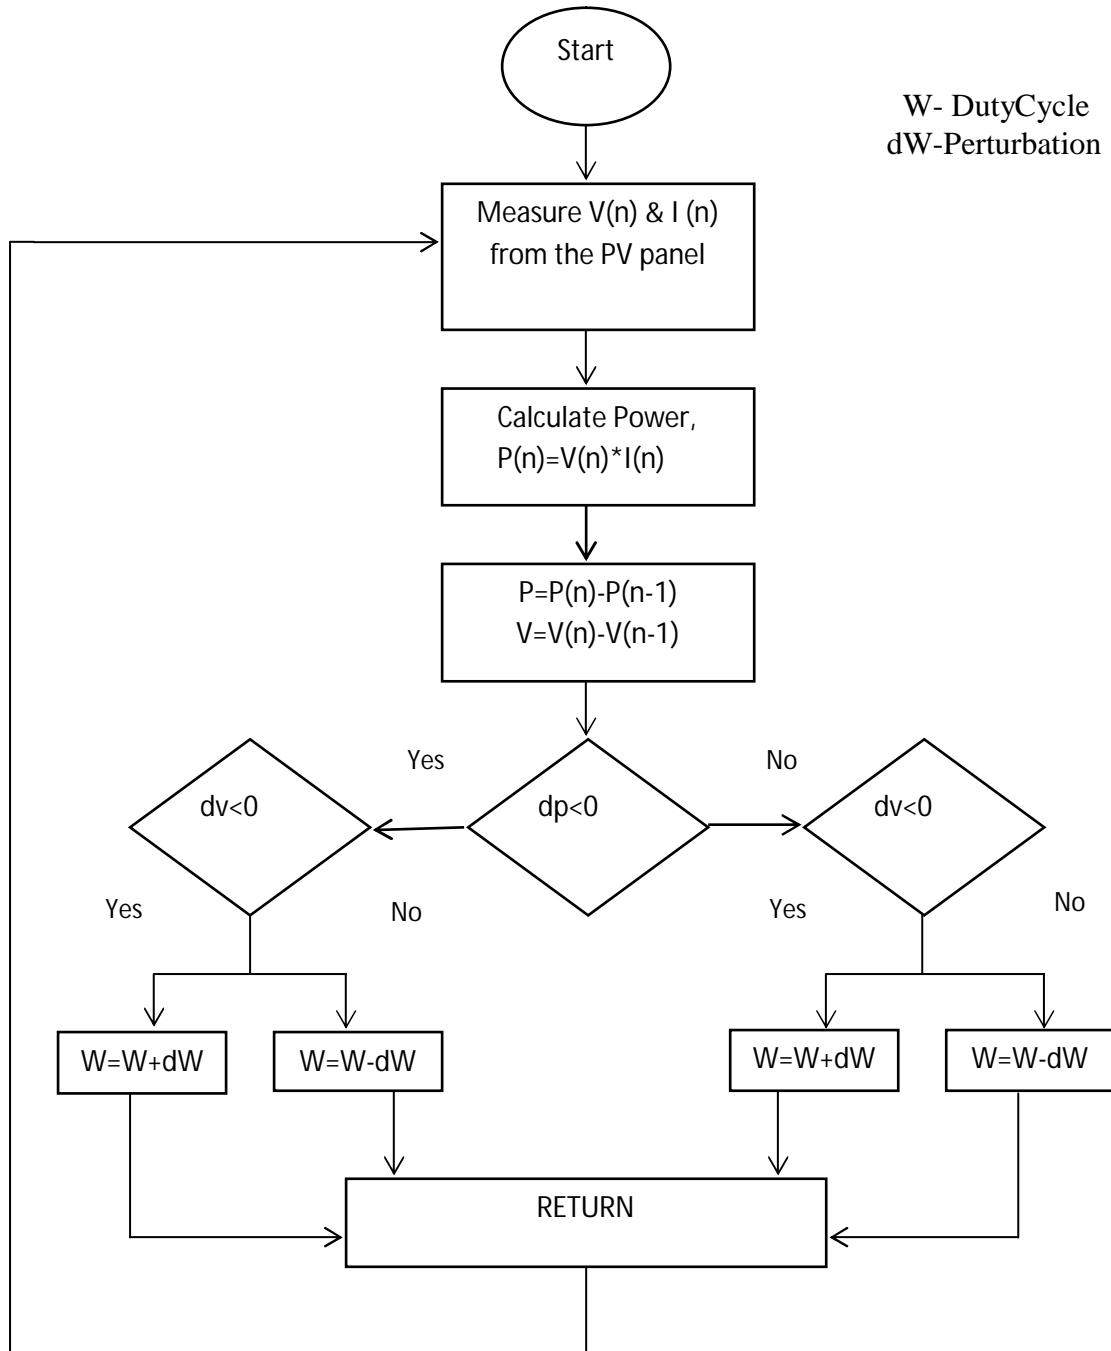 Start
W- DutyCycle
dW-Perturbation
Measure V(n) & I (n)
from the PV panel
Calculate Power,
P(n)=V(n)*I(n)
P=P(n)-P(n-1)
V=V(n)-V(n-1)
Yes
No
dv<0
dp<0
dv<0
Yes
No
Yes
No
W=W+dW
W=W-dW
W=W+dW
W=W-dW
RETURN